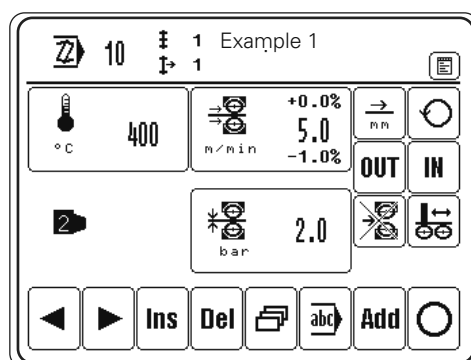 10 1 Example 1
1
400 +0.0%
5.0
°C m/min -1.0%
mm
OUT IN
2
2.0
bar
Ins Del abc Add